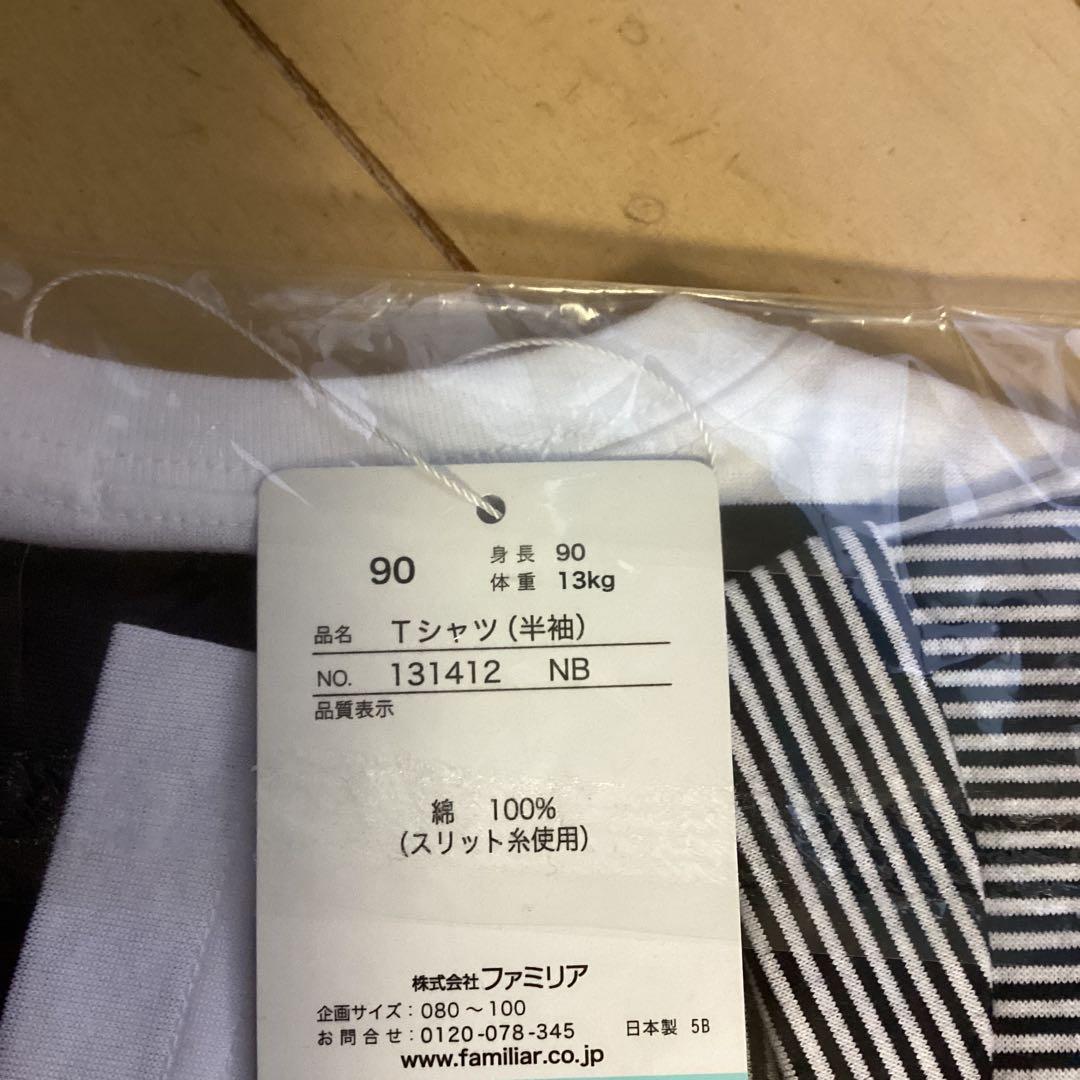 90 身長 90
体重 13kg
品名 Tシャツ(半袖)
NO. 131412 NB
品質表示
綿 100%
(スリット糸使用)
株式会社ファミリア
企画サイズ:080~100
お問合せ:0120-078-345 日本製 5B
www.familiar.co.jp